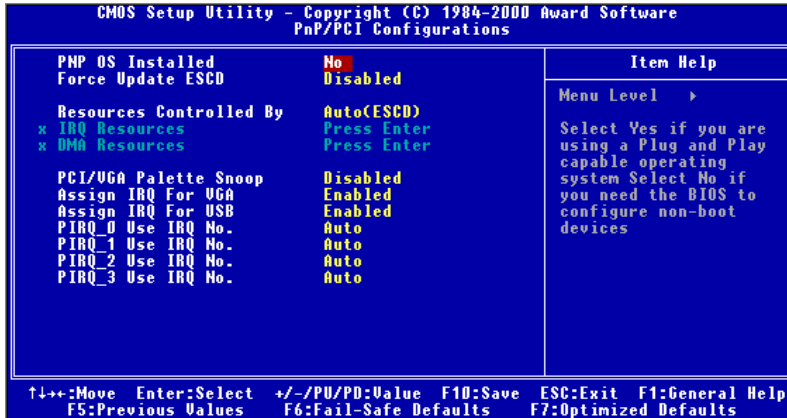 CMOS Setup Utility - Copyright (C) 1984-2000 Award Software
PnP/PCI Configurations
PNP OS Installed No
Force Update ESCD Disabled
Resources Controlled By Auto(ESCD)
x IRQ Resources Press Enter
x DMA Resources Press Enter
PCI/VGA Palette Snoop Disabled
Assign IRQ For VGA Enabled
Assign IRQ For USB Enabled
PIRQ_0 Use IRQ No. Auto
PIRQ_1 Use IRQ No. Auto
PIRQ_2 Use IRQ No. Auto
PIRQ_3 Use IRQ No. Auto
Item Help
Menu Level ▸
Select Yes if you are
using a Plug and Play
capable operating
system Select No if
you need the BIOS to
configure non-boot
devices
↑↓→←:Move Enter:Select +/-/PU/PD:Value F10:Save ESC:Exit F1:General Help
F5:Previous Values F6:Fail-Safe Defaults F7:Optimized Defaults